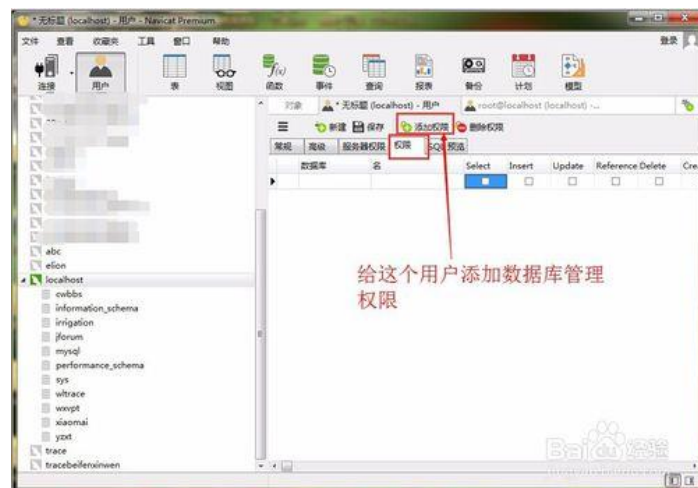 * 无标题 (localhost) - 用户 - Navicat Premium
文件 查看 收藏夹 工具 窗口 帮助 登录
连接 用户 表 视图 函数 事件 查询 报表 备份 计划 模型
f(x)
对象 * 无标题 (localhost) - 用户 root@localhost (localhost) -...
新建 保存 添加权限 删除权限
常规 高级 服务器权限 权限 SQL 预览
数据库 名 Select Insert Update Reference Delete Cre
给这个用户添加数据库管理
权限
abc
elion
localhost
cwbbs
information_schema
irrigation
jforum
mysql
performance_schema
sys
wltrace
wxvpt
xiaomai
yzxt
trace
tracebeifenxinwen
Baidu 经验
jingyan.baidu.com